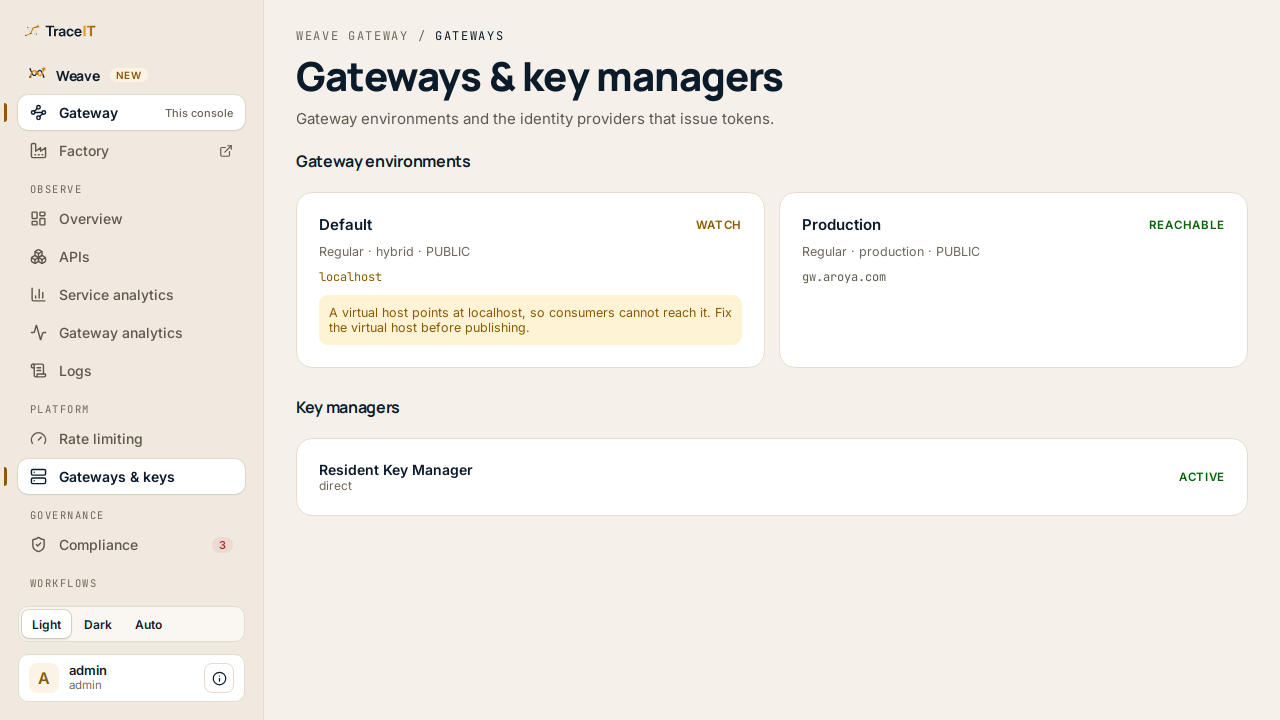 TraceIT
Weave NEW
Gateway This console
Factory
OBSERVE
Overview
APIs
Service analytics
Gateway analytics
Logs
PLATFORM
Rate limiting
Gateways & keys
GOVERNANCE
Compliance 3
WORKFLOWS
Light Dark Auto
A
admin
admin
WEAVE GATEWAY / GATEWAYS
Gateways & key managers
Gateway environments and the identity providers that issue tokens.
Gateway environments
Default WATCH
Regular · hybrid · PUBLIC
localhost
A virtual host points at localhost, so consumers cannot reach it. Fix
the virtual host before publishing.
Production REACHABLE
Regular · production · PUBLIC
gw.aroya.com
Key managers
Resident Key Manager
direct
ACTIVE